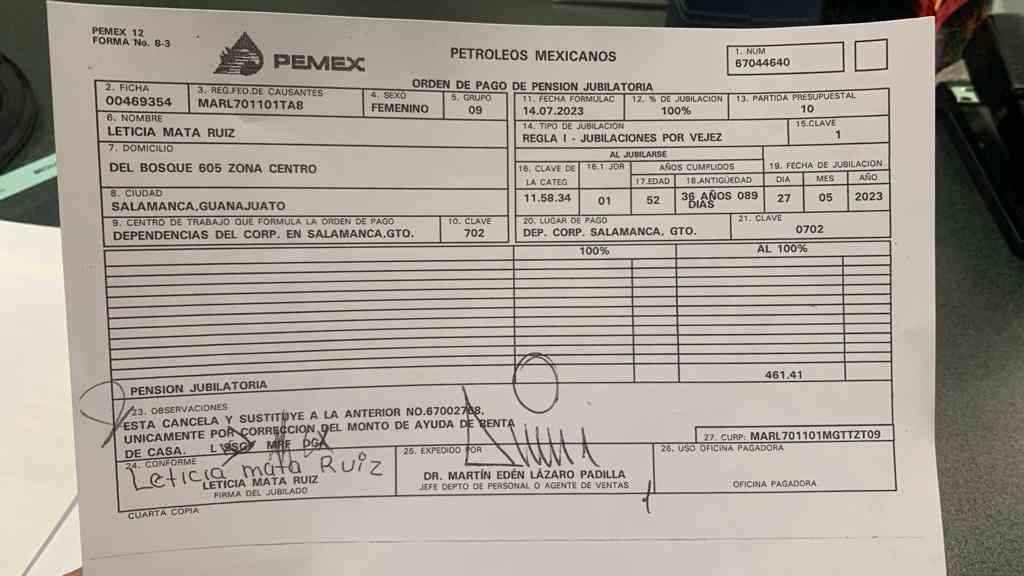 PEMEX 12
FORMA No. 8-3
PEMEX
PETROLEOS MEXICANOS
1. NUM
67044640
ORDEN DE PAGO DE PENSION JUBILATORIA
2. FICHA
00469354
3. REG.FED.DE CAUSANTES
MARL701101TA8
4. SEXO
FEMENINO
5. GRUPO
09
11. FECHA FORMULAC
14.07.2023
12. % DE JUBILACION
100%
13. PARTIDA PRESUPUESTAL
10
6. NOMBRE
LETICIA MATA RUIZ
14. TIPO DE JUBILACIÓN
REGLA I - JUBILACIONES POR VEJEZ
15.CLAVE
1
7. DOMICILIO
DEL BOSQUE 605 ZONA CENTRO
AL JUBILARSE
16. CLAVE DE
LA CATEG
11.58.34
16.1 JOR
01
AÑOS CUMPLIDOS
17.EDAD
52
18.ANTIGÜEDAD
36 AÑOS 089
DIAS
19. FECHA DE JUBILACION
DIA MES AÑO
27 05 2023
8. CIUDAD
SALAMANCA,GUANAJUATO
9. CENTRO DE TRABAJO QUE FORMULA LA ORDEN DE PAGO
DEPENDENCIAS DEL CORP. EN SALAMANCA,GTO.
10. CLAVE
702
20. LUGAR DE PAGO
DEP. CORP. SALAMANCA, GTO.
21. CLAVE
0702
100% AL 100%
461.41
PENSION JUBILATORIA
23. OBSERVACIONES
ESTA CANCELA Y SUSTITUYE A LA ANTERIOR NO.67002768.
UNICAMENTE POR CORRECCION DEL MONTO DE AYUDA DE RENTA
DE CASA. MRF DGA
27. CURP: MARL701101MGTTZT09
24. CONFORME
Leticia mata Ruiz
LETICIA MATA RUIZ
FIRMA DEL JUBILADO
25. EXPEDIDO POR
DR. MARTÍN EDÉN LÁZARO PADILLA
JEFE DEPTO DE PERSONAL O AGENTE DE VENTAS
26. USO OFICINA PAGADORA
OFICINA PAGADORA
CUARTA COPIA